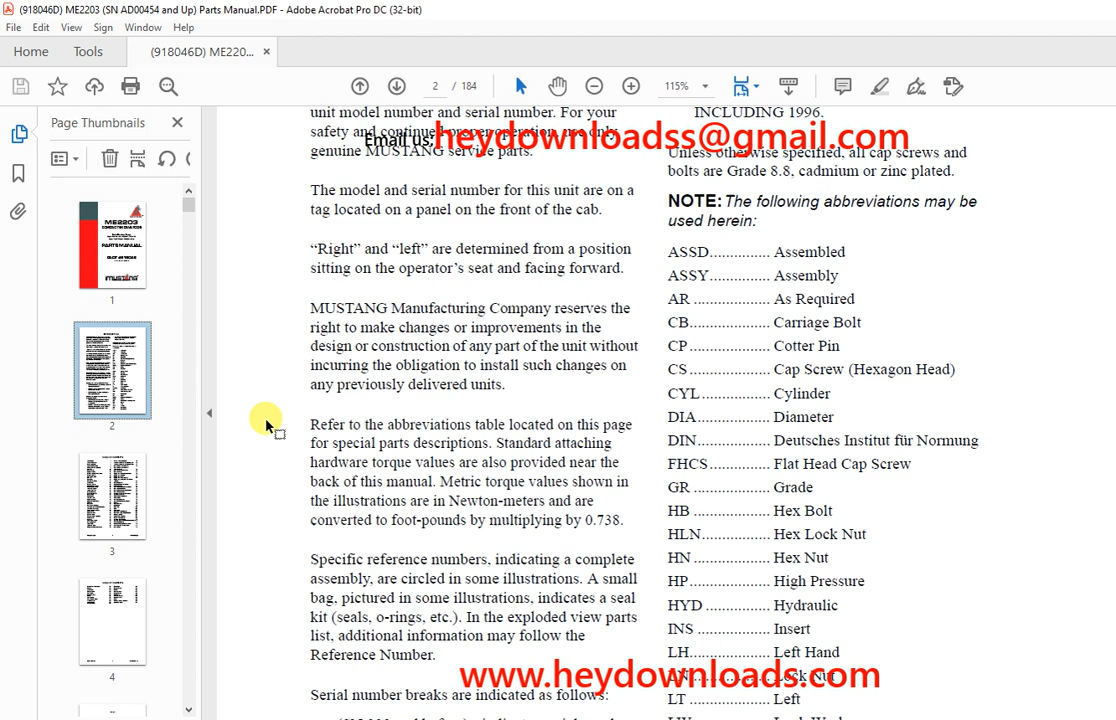 (918046D) ME2203 (SN AD00454 and Up) Parts Manual.PDF - Adobe Acrobat Pro DC (32-bit)
File Edit View Sign Window Help
Home Tools (918046D) ME220... ×
2 / 184 115%
Page Thumbnails
ME2203
PARTS MANUAL
MUSTANG
1
2
3
4
unit model number and serial number. For your
safety and continued proper operation, use only
genuine MUSTANG service parts.
Email us: heydownloadss@gmail.com
The model and serial number for this unit are on a
tag located on a panel on the front of the cab.
“Right” and “left” are determined from a position
sitting on the operator’s seat and facing forward.
MUSTANG Manufacturing Company reserves the
right to make changes or improvements in the
design or construction of any part of the unit without
incurring the obligation to install such changes on
any previously delivered units.
Refer to the abbreviations table located on this page
for special parts descriptions. Standard attaching
hardware torque values are also provided near the
back of this manual. Metric torque values shown in
the illustrations are in Newton-meters and are
converted to foot-pounds by multiplying by 0.738.
Specific reference numbers, indicating a complete
assembly, are circled in some illustrations. A small
bag, pictured in some illustrations, indicates a seal
kit (seals, o-rings, etc.). In the exploded view parts
list, additional information may follow the
Reference Number.
Serial number breaks are indicated as follows:
INCLUDING 1996.
Unless otherwise specified, all cap screws and
bolts are Grade 8.8, cadmium or zinc plated.
NOTE: The following abbreviations may be
used herein:
ASSD............... Assembled
ASSY............... Assembly
AR ................... As Required
CB.................... Carriage Bolt
CP.................... Cotter Pin
CS .................... Cap Screw (Hexagon Head)
CYL ................. Cylinder
DIA.................. Diameter
DIN.................. Deutsches Institut für Normung
FHCS............... Flat Head Cap Screw
GR ................... Grade
HB ................... Hex Bolt
HLN................. Hex Lock Nut
HN ................... Hex Nut
HP.................... High Pressure
HYD ................ Hydraulic
INS .................. Insert
LH.................... Left Hand
LN.................... Lock Nut
LT .................... Left
www.heydownloads.com